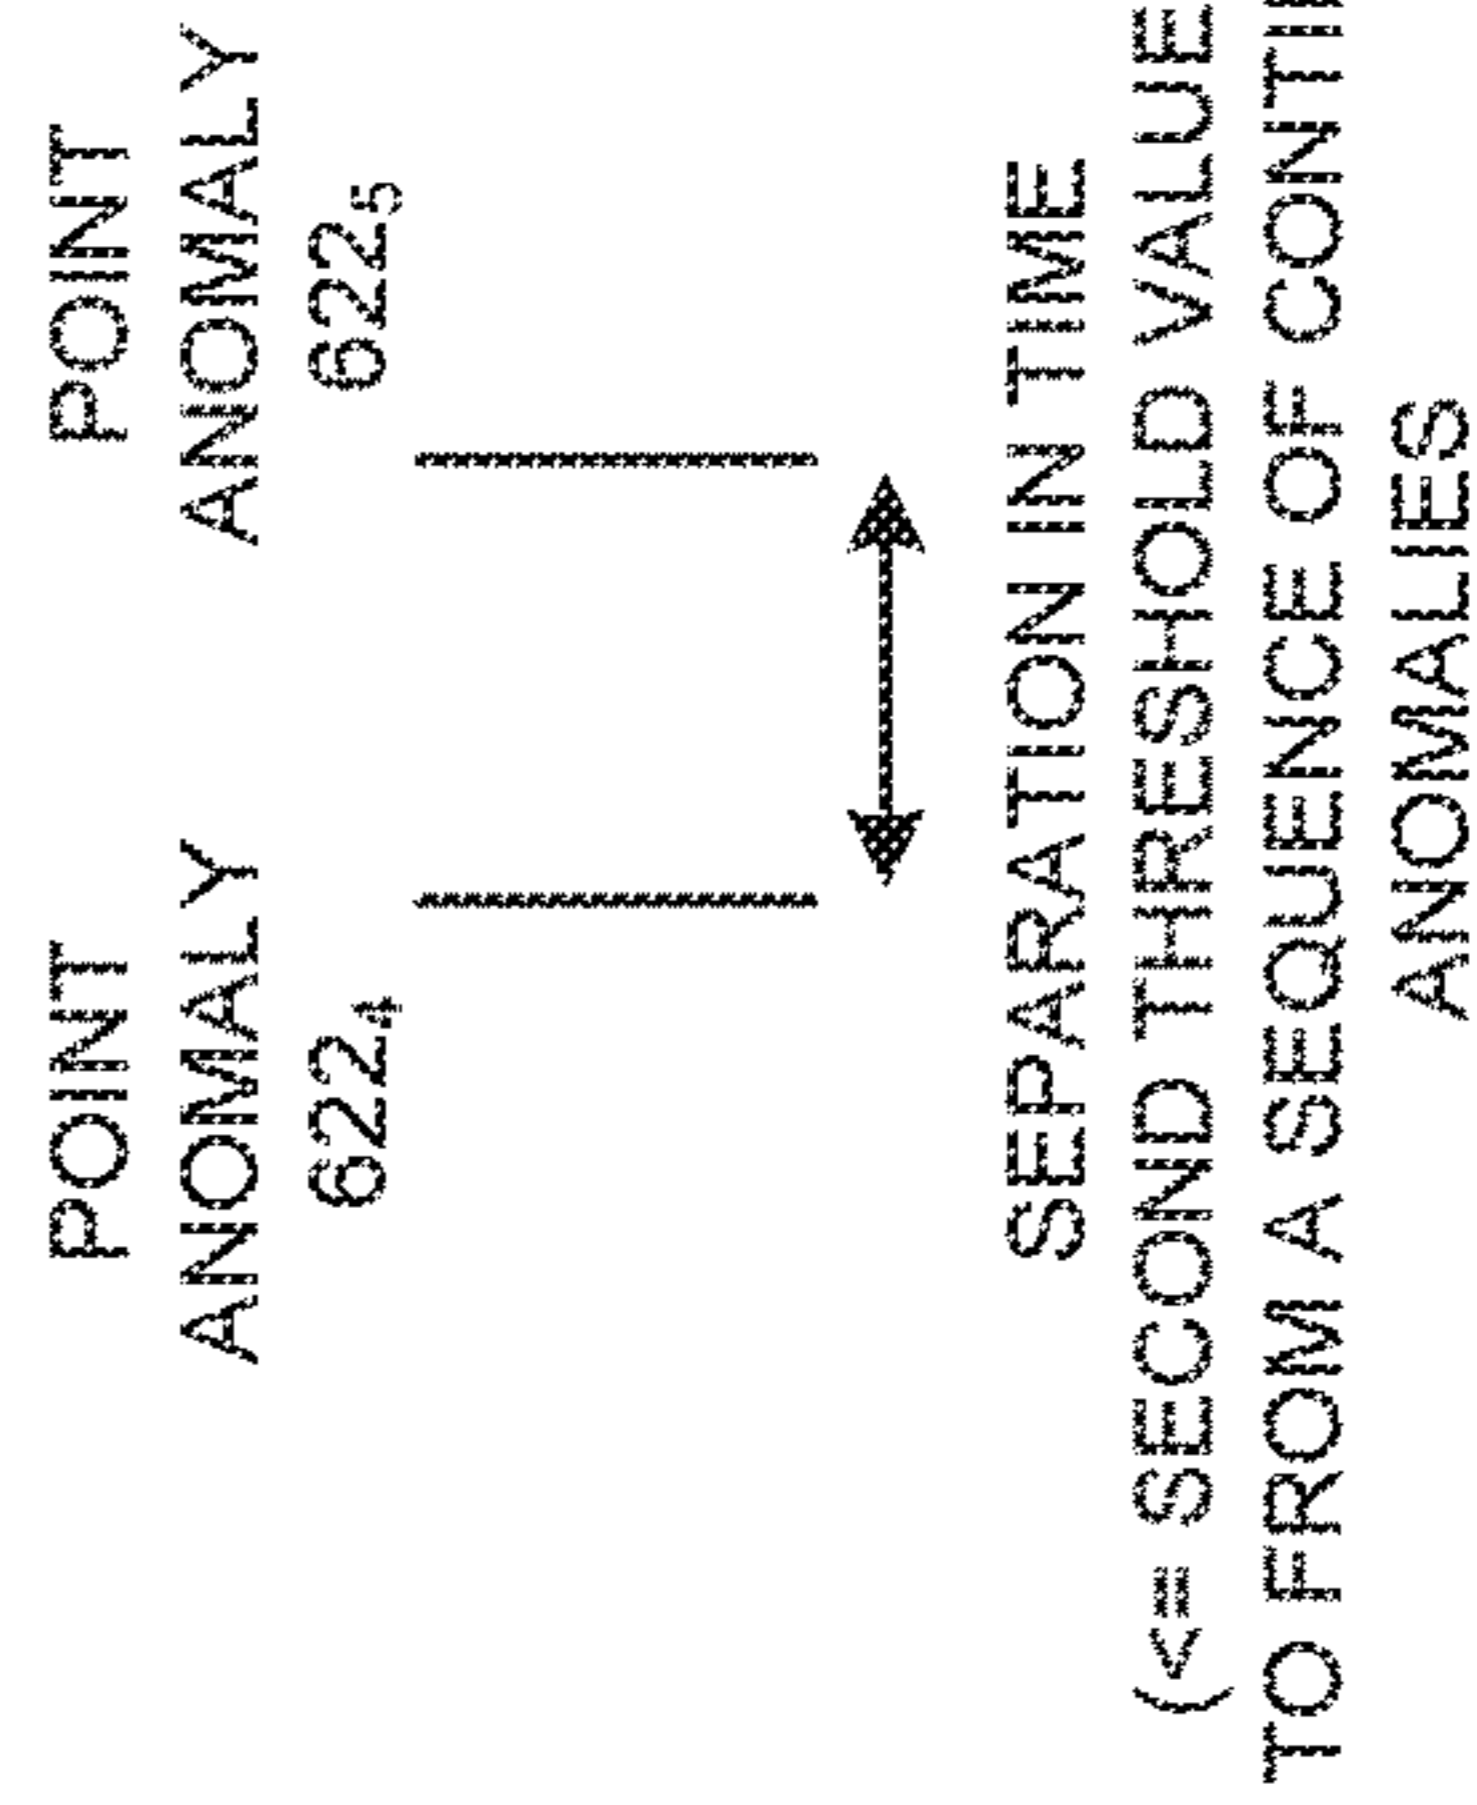 POINT
ANOMALY
622₄
POINT
ANOMALY
622₅
SEPARATION IN TIME
(<= SECOND THRESHOLD VALUE
TO FROM A SEQUENCE OF
ANOMALIES